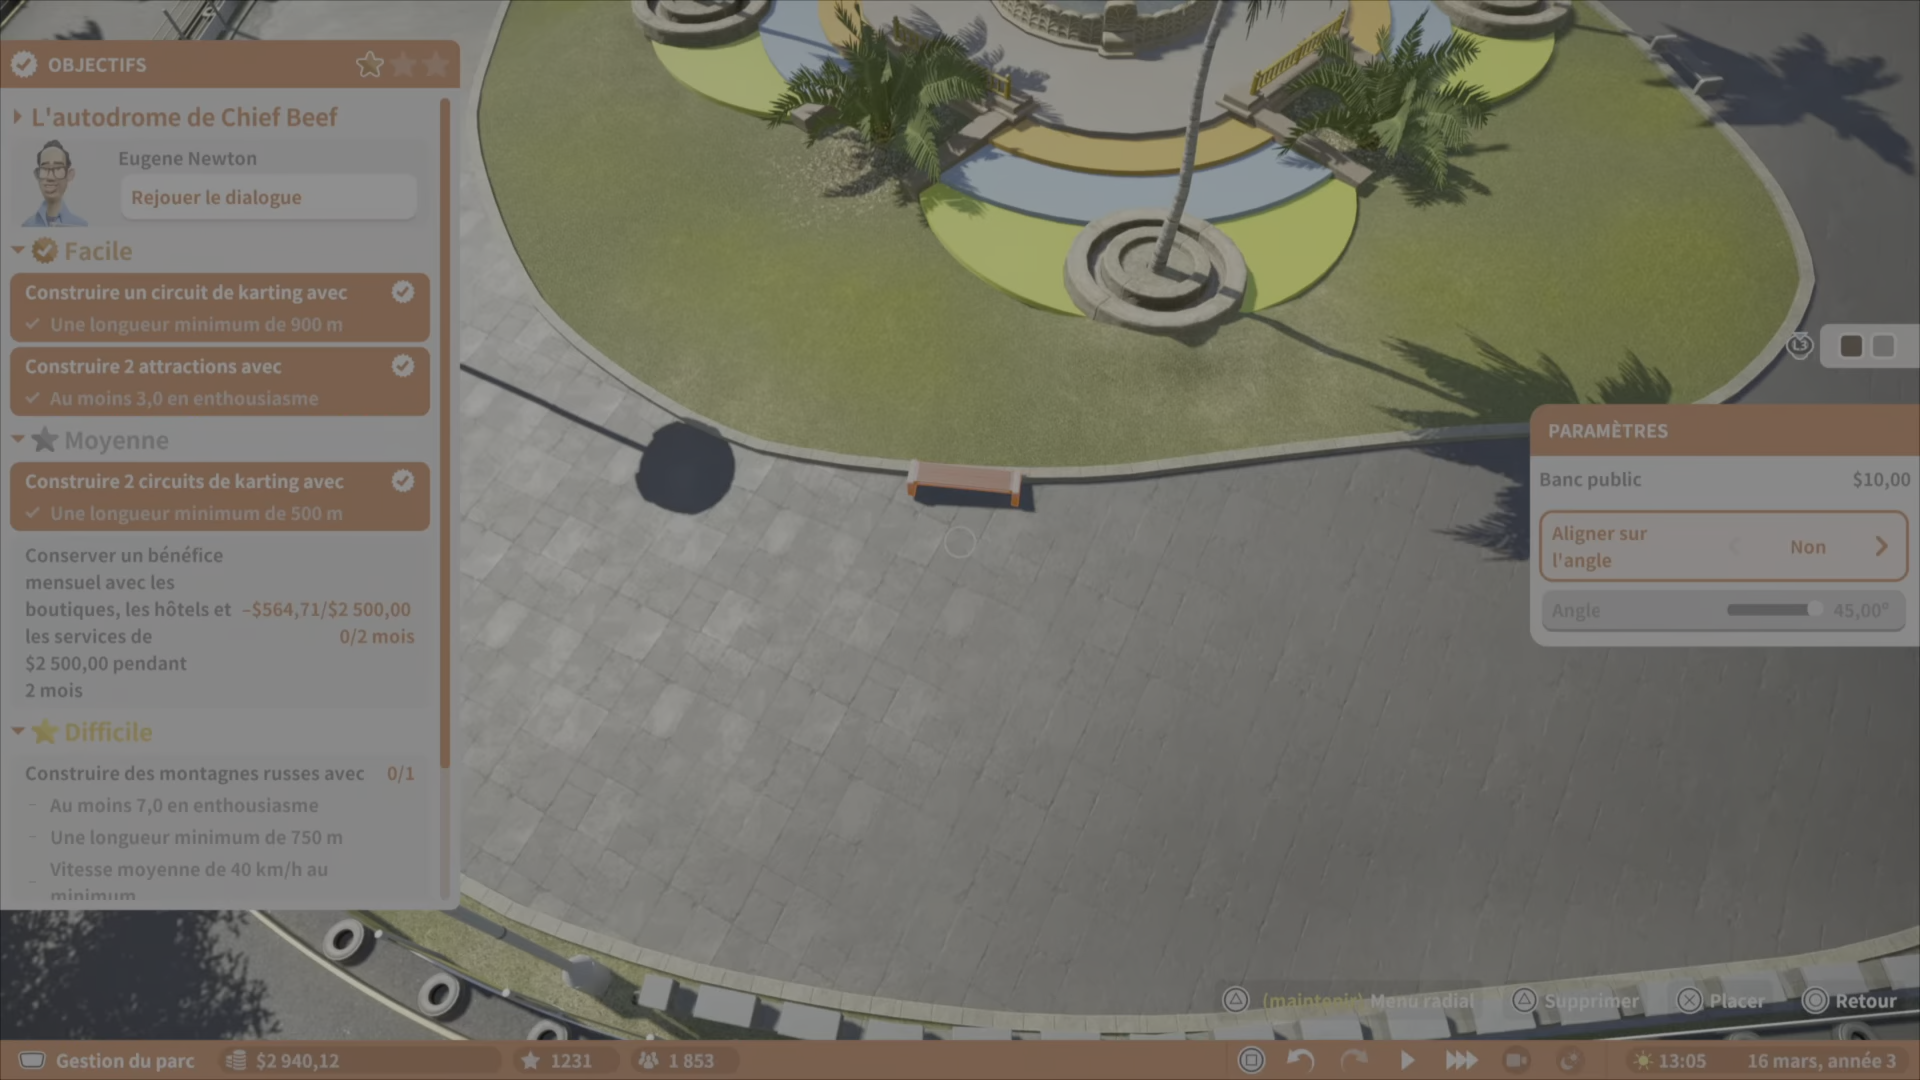 OBJECTIFS
L'autodrome de Chief Beef
Eugene Newton
Rejouer le dialogue
Facile
Construire un circuit de karting avec
Une longueur minimum de 900 m
Construire 2 attractions avec
Au moins 3,0 en enthousiasme
Moyenne
Construire 2 circuits de karting avec
Une longueur minimum de 500 m
Conserver un bénéfice
mensuel avec les
boutiques, les hôtels et –$564,71/$2 500,00
les services de 0/2 mois
$2 500,00 pendant
2 mois
Difficile
Construire des montagnes russes avec 0/1
Au moins 7,0 en enthousiasme
Une longueur minimum de 750 m
Vitesse moyenne de 40 km/h au
minimum
L3
PARAMÈTRES
Banc public $10,00
Aligner sur
l'angle
Non
Angle 45,00°
(maintenir) Menu radial Supprimer Placer Retour
Gestion du parc $2 940,12 1231 1 853 13:05 16 mars, année 3